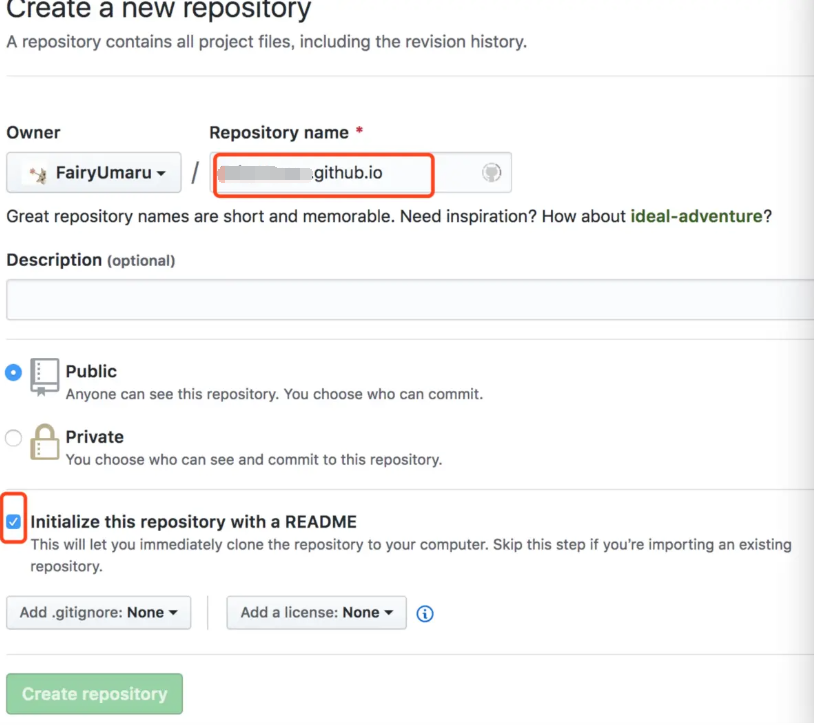 Create a new repository
A repository contains all project files, including the revision history.
Owner
Repository name *
FairyUmaru
/
.github.io
Great repository names are short and memorable. Need inspiration? How about ideal-adventure?
Description (optional)
Public
Anyone can see this repository. You choose who can commit.
Private
You choose who can see and commit to this repository.
Initialize this repository with a README
This will let you immediately clone the repository to your computer. Skip this step if you're importing an existing
repository.
Add .gitignore: None
Add a license: None
Create repository